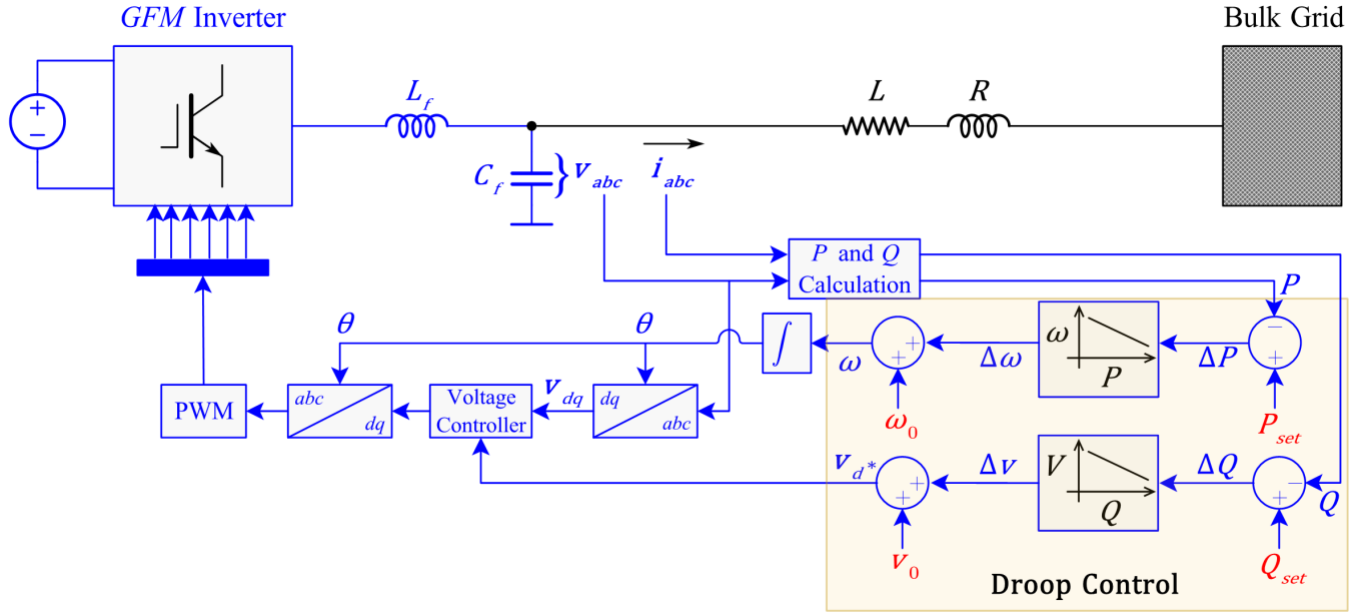 GFM Inverter
Bulk Grid
+
−
L_f
L
R
C_f
}
v_abc
i_abc
P and Q
Calculation
P
θ
θ
∫
ω
+
+
Δω
ω
P
ΔP
−
+
ω_0
P_set
PWM
abc
dq
Voltage
Controller
v_dq
dq
abc
v_d*
+
+
Δv
V
Q
ΔQ
+
−
Q
v_0
Q_set
Droop Control